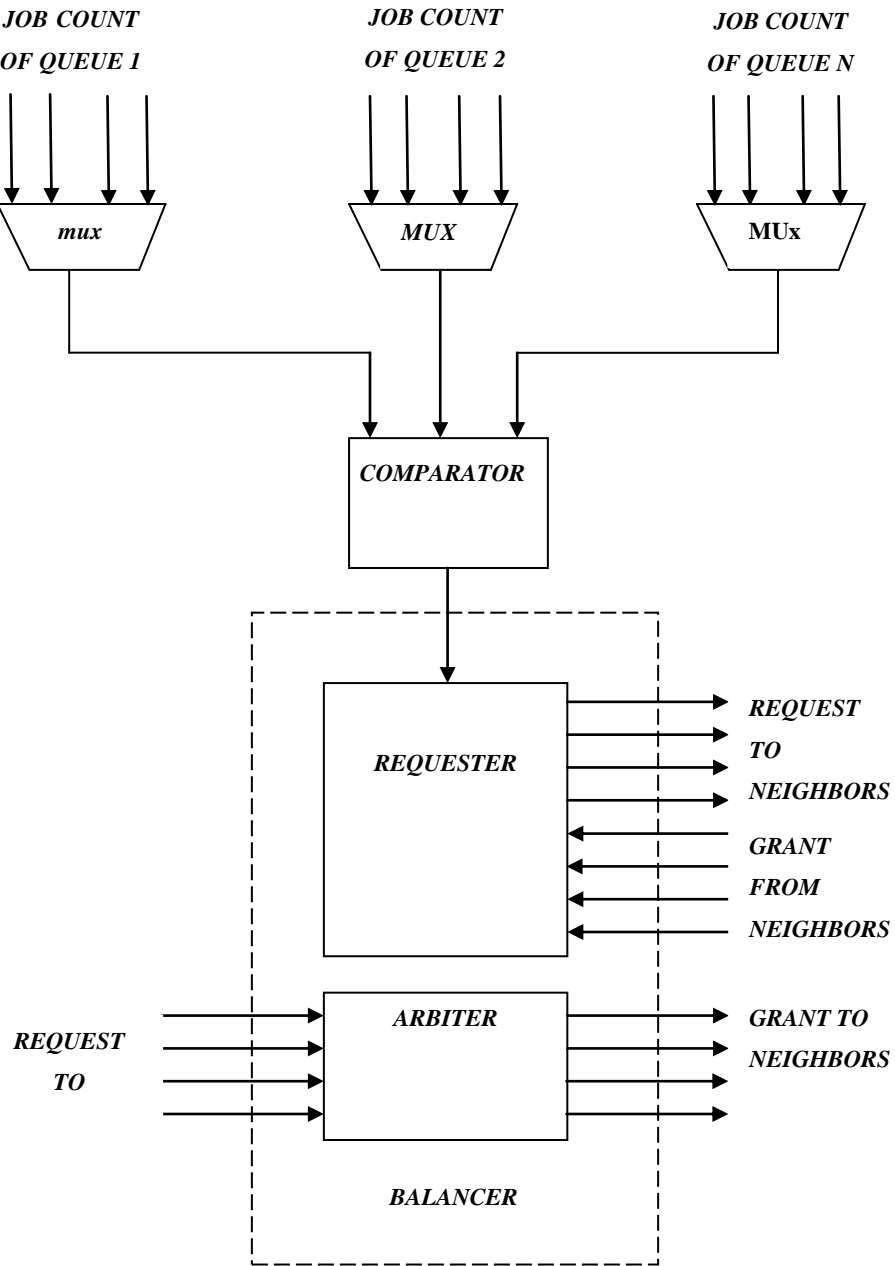 JOB COUNT
OF QUEUE 1
JOB COUNT
OF QUEUE 2
JOB COUNT
OF QUEUE N
mux
MUX
MUx
COMPARATOR
REQUESTER
REQUEST
TO
NEIGHBORS
GRANT
FROM
NEIGHBORS
ARBITER
REQUEST
TO
GRANT TO
NEIGHBORS
BALANCER